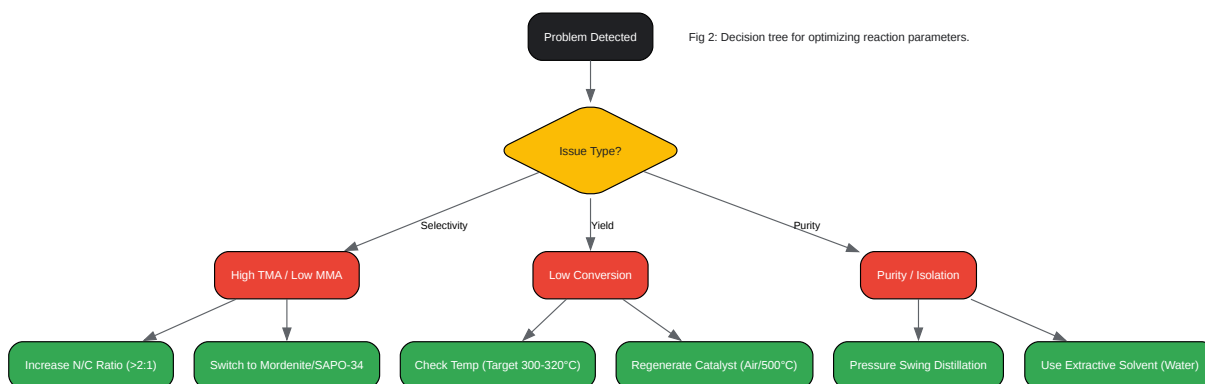 Problem Detected
Fig 2: Decision tree for optimizing reaction parameters.
Issue Type?
Selectivity
Yield
Purity
High TMA / Low MMA
Low Conversion
Purity / Isolation
Increase N/C Ratio (>2:1)
Switch to Mordenite/SAPO-34
Check Temp (Target 300-320°C)
Regenerate Catalyst (Air/500°C)
Pressure Swing Distillation
Use Extractive Solvent (Water)